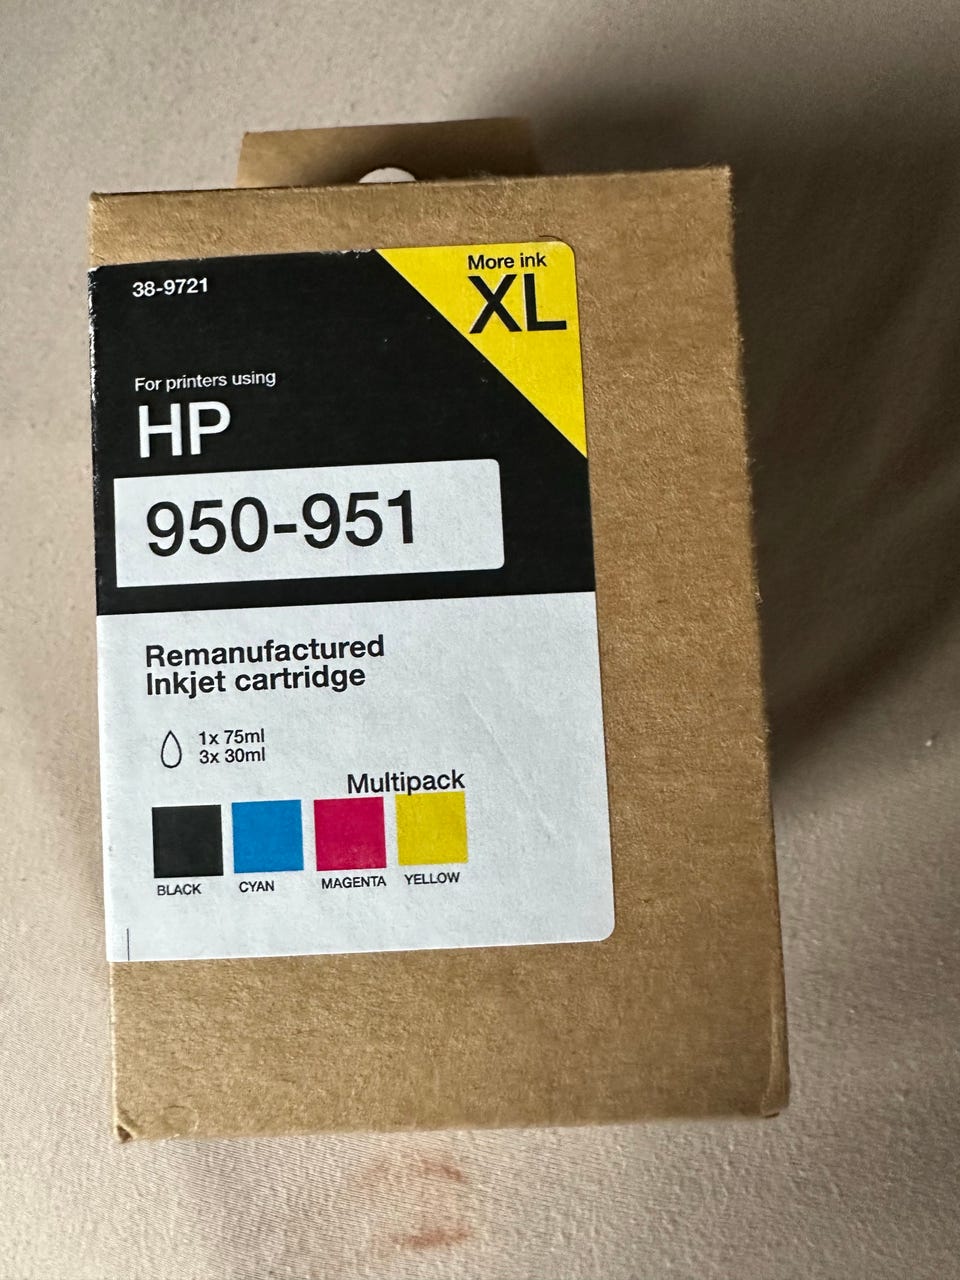 38-9721
More ink
XL
For printers using
HP
950-951
Remanufactured
Inkjet cartridge
1x 75ml
3x 30ml
Multipack
BLACK CYAN MAGENTA YELLOW